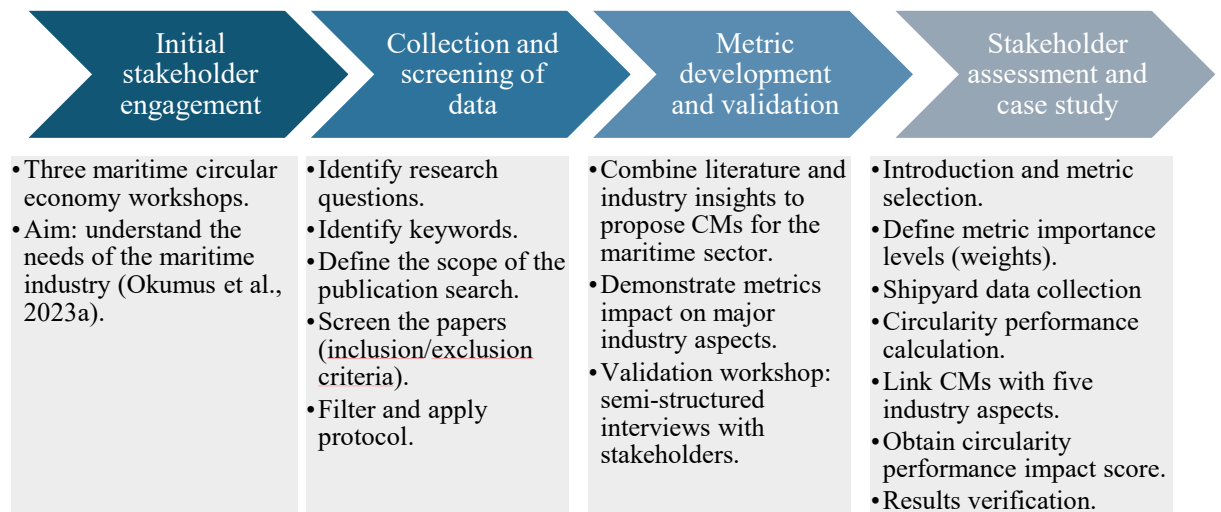 Initial
stakeholder
engagement
Collection and
screening of
data
Metric
development
and validation
Stakeholder
assessment and
case study
•Three maritime circular
economy workshops.
•Aim: understand the
needs of the maritime
industry (Okumus et al.,
2023a).
•Identify research
questions.
•Identify keywords.
•Define the scope of the
publication search.
•Screen the papers
(inclusion/exclusion
criteria).
•Filter and apply
protocol.
•Combine literature and
industry insights to
propose CMs for the
maritime sector.
•Demonstrate metrics
impact on major
industry aspects.
•Validation workshop:
semi-structured
interviews with
stakeholders.
•Introduction and metric
selection.
•Define metric importance
levels (weights).
•Shipyard data collection
•Circularity performance
calculation.
•Link CMs with five
industry aspects.
•Obtain circularity
performance impact score.
•Results verification.